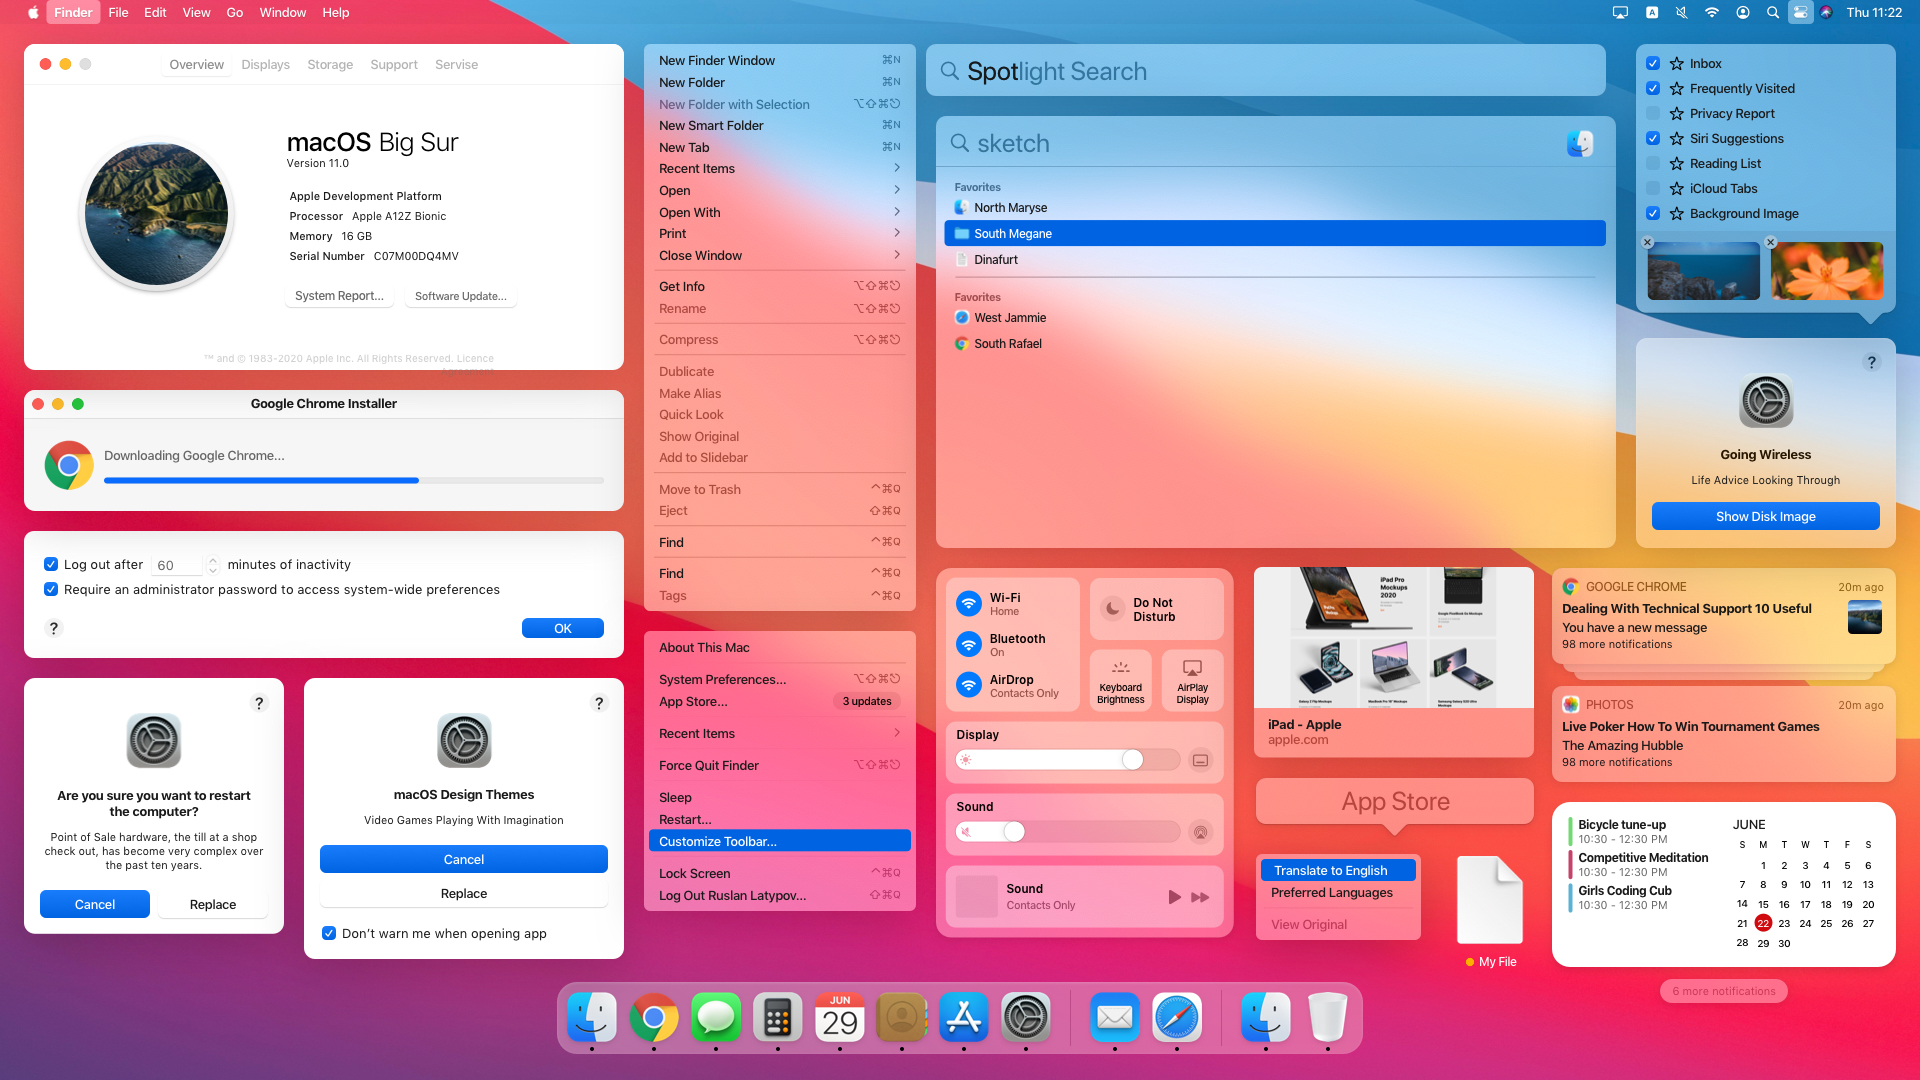 Finder File Edit View Go Window Help
A
Thu 11:22
Overview Displays Storage Support Servise
macOS Big Sur
Version 11.0
Apple Development Platform
Processor Apple A12Z Bionic
Memory 16 GB
Serial Number C07M00DQ4MV
System Report... Software Update...
™ and © 1983-2020 Apple Inc. All Rights Reserved. Licence
Agreement
Google Chrome Installer
Downloading Google Chrome...
Log out after 60 minutes of inactivity
Require an administrator password to access system-wide preferences
? OK
?
Are you sure you want to restart
the computer?
Point of Sale hardware, the till at a shop
check out, has become very complex over
the past ten years.
Cancel Replace
?
macOS Design Themes
Video Games Playing With Imagination
Cancel
Replace
Don't warn me when opening app
New Finder Window ⌘N
New Folder ⌘N
New Folder with Selection ⌥⇧⌘⎋
New Smart Folder ⌘N
New Tab ⌘N
Recent Items
Open
Open With
Print
Close Window
Get Info ⌥⇧⌘⎋
Rename ⌥⇧⌘⎋
Compress ⌥⇧⌘⎋
Dublicate
Make Alias
Quick Look
Show Original
Add to Slidebar
Move to Trash ^⌘Q
Eject ⇧⌘Q
Find ^⌘Q
Find ^⌘Q
Tags ^⌘Q
About This Mac
System Preferences... ⌥⇧⌘⎋
App Store... 3 updates
Recent Items
Force Quit Finder ⌥⇧⌘⎋
Sleep
Restart...
Customize Toolbar...
Lock Screen ^⌘Q
Log Out Ruslan Latypov... ⇧⌘Q
Spotlight Search
sketch
Favorites
North Maryse
South Megane
Dinafurt
Favorites
West Jammie
South Rafael
Inbox
Frequently Visited
Privacy Report
Siri Suggestions
Reading List
iCloud Tabs
Background Image
?
Going Wireless
Life Advice Looking Through
Show Disk Image
Wi-Fi
Home
Bluetooth
On
AirDrop
Contacts Only
Do Not
Disturb
Keyboard
Brightness
AirPlay
Display
Display
Sound
Sound
Contacts Only
iPad Pro
Mockups
2020
iPad - Apple
apple.com
App Store
Translate to English
Preferred Languages
View Original
My File
GOOGLE CHROME 20m ago
Dealing With Technical Support 10 Useful
You have a new message
98 more notifications
PHOTOS 20m ago
Live Poker How To Win Tournament Games
The Amazing Hubble
98 more notifications
Bicycle tune-up
10:30 - 12:30 PM
Competitive Meditation
10:30 - 12:30 PM
Girls Coding Cub
10:30 - 12:30 PM
JUNE
S M T W T F S
1 2 3 4 5 6
7 8 9 10 11 12 13
14 15 16 17 18 19 20
21 22 23 24 25 26 27
28 29 30
6 more notifications
JUN
29